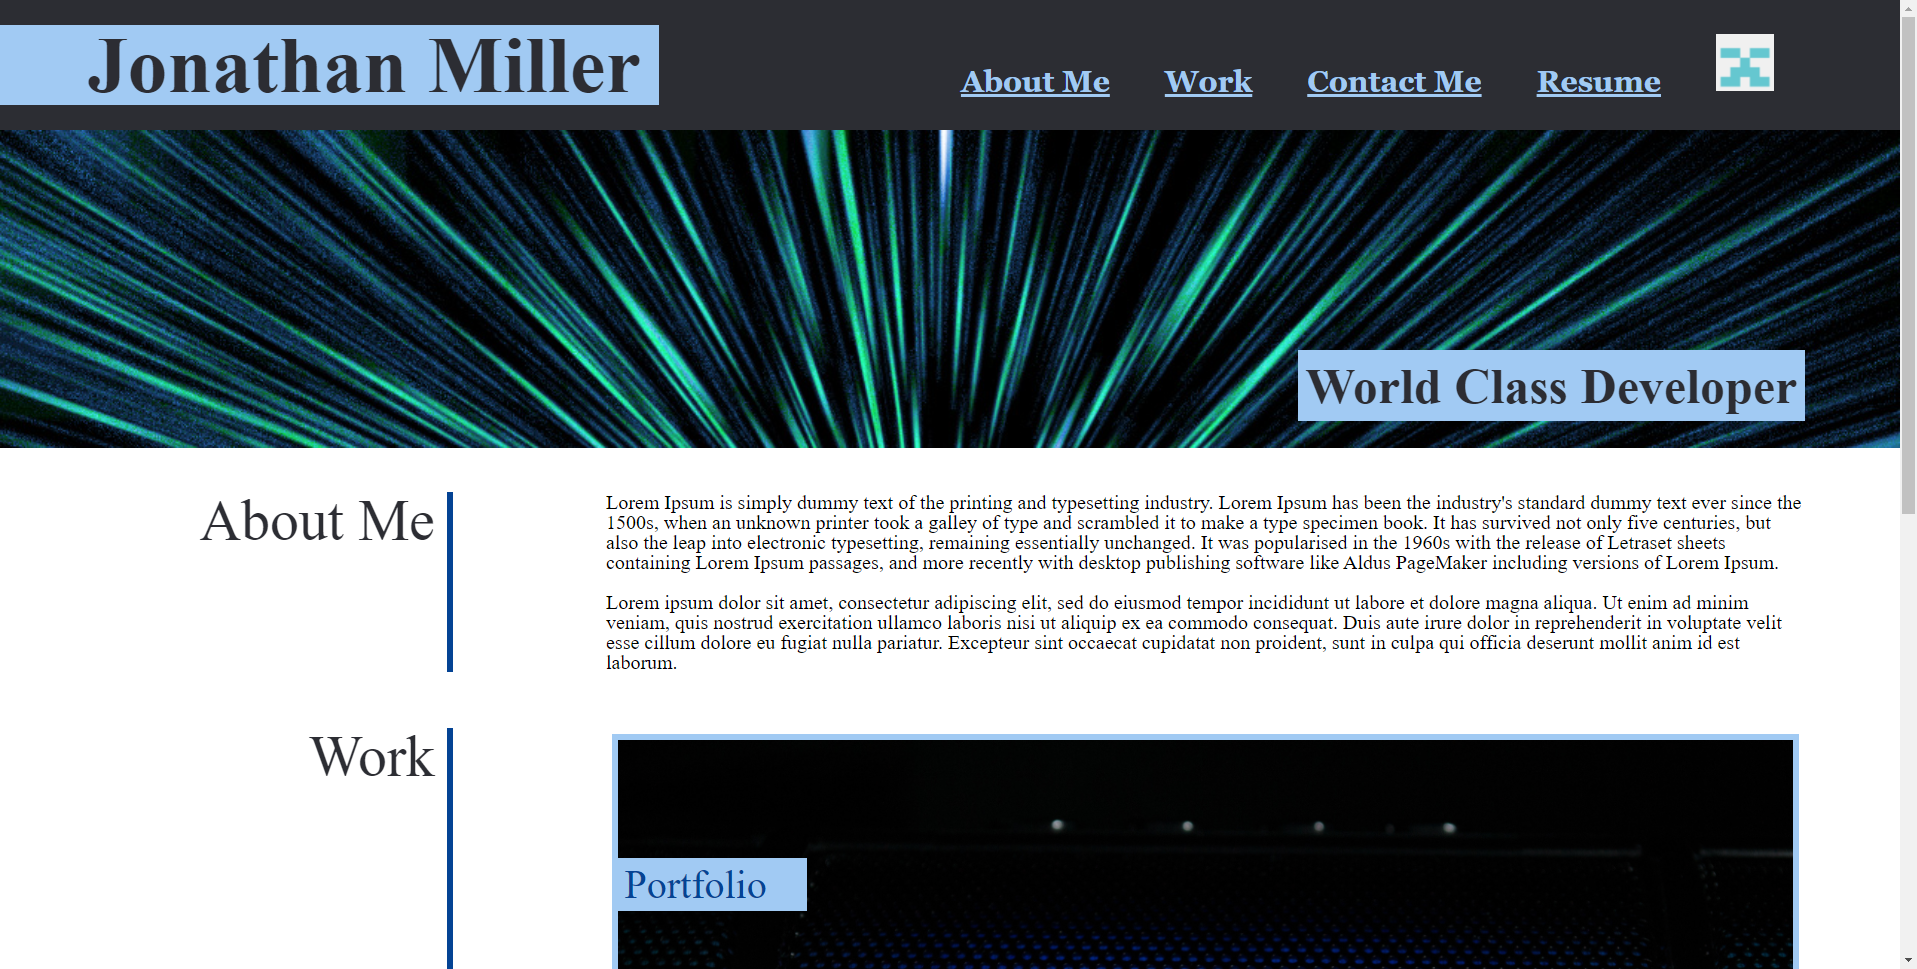 Jonathan Miller
About Me
Work
Contact Me
Resume
World Class Developer
About Me
Lorem Ipsum is simply dummy text of the printing and typesetting industry. Lorem Ipsum has been the industry's standard dummy text ever since the
1500s, when an unknown printer took a galley of type and scrambled it to make a type specimen book. It has survived not only five centuries, but
also the leap into electronic typesetting, remaining essentially unchanged. It was popularised in the 1960s with the release of Letraset sheets
containing Lorem Ipsum passages, and more recently with desktop publishing software like Aldus PageMaker including versions of Lorem Ipsum.
Lorem ipsum dolor sit amet, consectetur adipiscing elit, sed do eiusmod tempor incididunt ut labore et dolore magna aliqua. Ut enim ad minim
veniam, quis nostrud exercitation ullamco laboris nisi ut aliquip ex ea commodo consequat. Duis aute irure dolor in reprehenderit in voluptate velit
esse cillum dolore eu fugiat nulla pariatur. Excepteur sint occaecat cupidatat non proident, sunt in culpa qui officia deserunt mollit anim id est
laborum.
Work
Portfolio